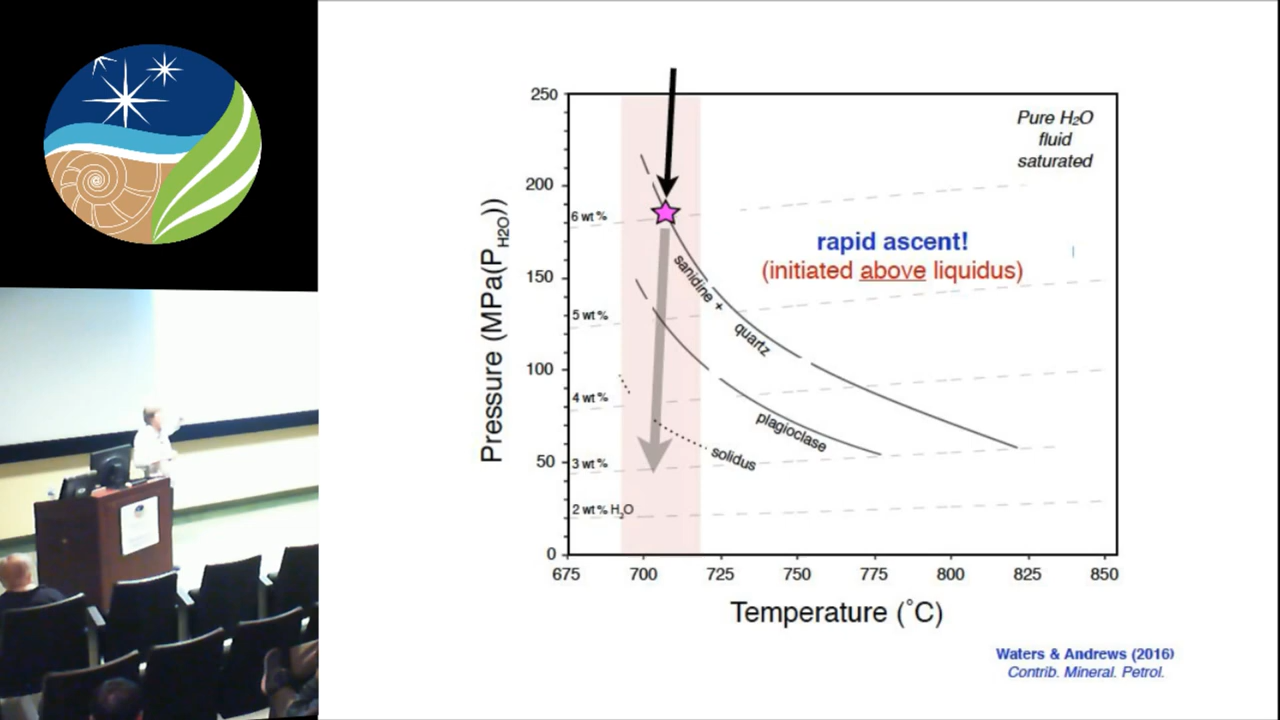 250
200
150
100
50
0
Pressure (MPa(P_H2O))
6 wt %
5 wt %
4 wt %
3 wt %
2 wt % H2O
Pure H2O
fluid
saturated
rapid ascent!
(initiated above liquidus)
sanidine + quartz
plagioclase
solidus
675 700 725 750 775 800 825 850
Temperature (˚C)
Waters & Andrews (2016)
Contrib. Mineral. Petrol.